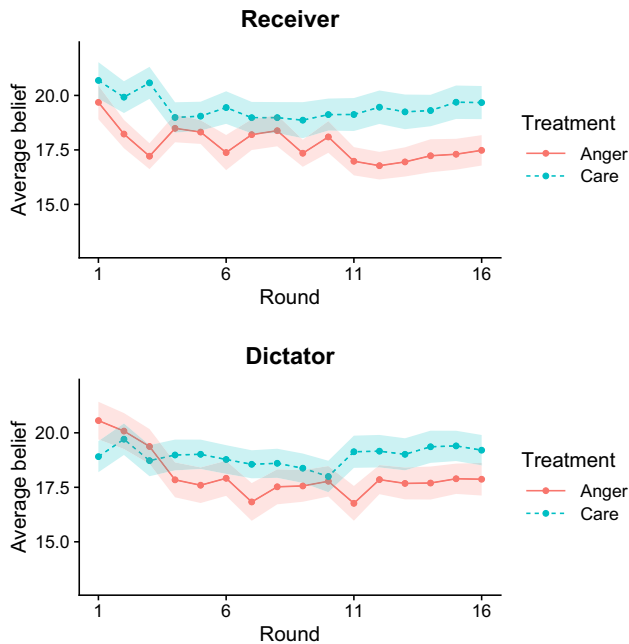 Receiver
Average belief
20.0
17.5
15.0
1 6 11 16
Round
Treatment
Anger
Care
Dictator
Average belief
20.0
17.5
15.0
1 6 11 16
Round
Treatment
Anger
Care